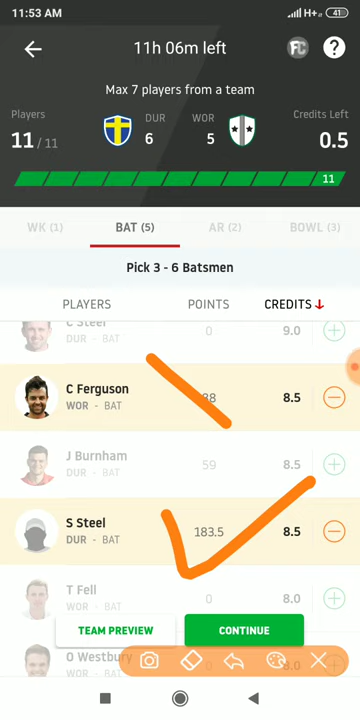 11:53 AM H+ 41
11h 06m left FC ?
Max 7 players from a team
Players DUR WOR Credits Left
11 / 11 6 5 0.5
11
WK (1) BAT (5) AR (2) BOWL (3)
Pick 3 - 6 Batsmen
PLAYERS POINTS CREDITS
C Steel
DUR - BAT 0 9.0
C Ferguson
WOR - BAT 8.5
J Burnham
DUR - BAT 59 8.5
S Steel
DUR - BAT 183.5 8.5
T Fell
WOR - BAT 0 8.0
TEAM PREVIEW CONTINUE
O Westbury